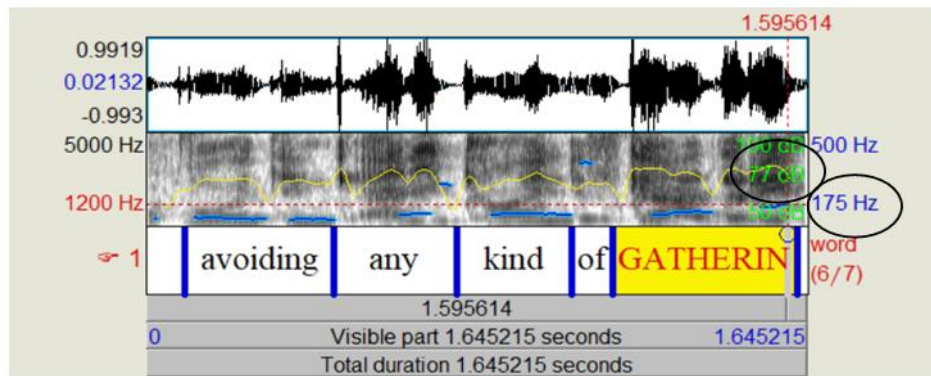 1.595614
0.9919
0.02132
-0.993
5000 Hz 100 dB 500 Hz
77 dB
1200 Hz 50 dB 175 Hz
1 avoiding any kind of GATHERIN word
(6/7)
1.595614
0 Visible part 1.645215 seconds 1.645215
Total duration 1.645215 seconds